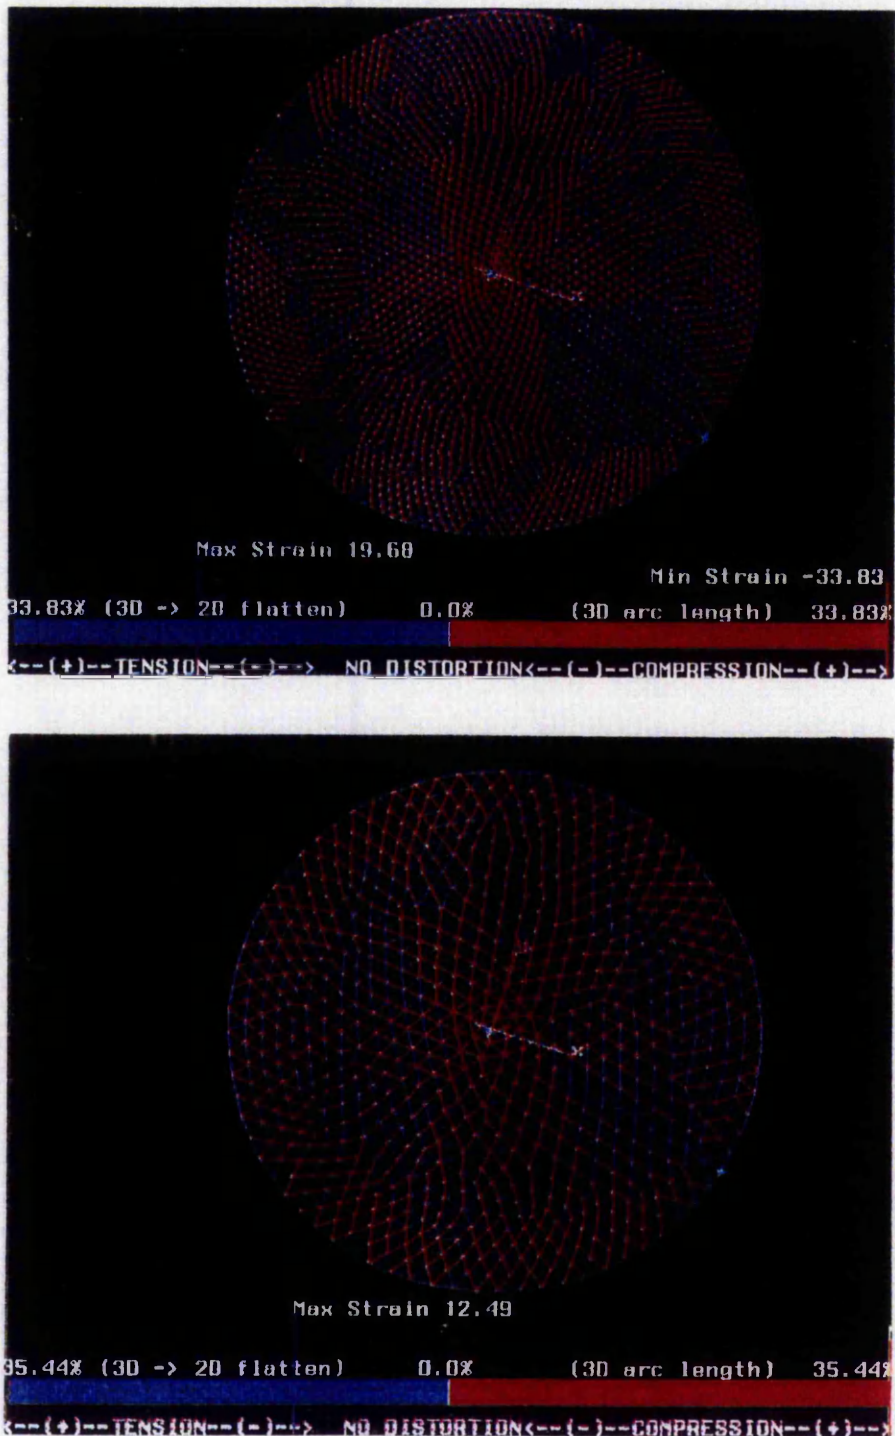 Max Strain 19.68
Min Strain -33.83
33.83% (3D -> 2D flatten) 0.0% (3D arc length) 33.83%
<--(+)--TENSION--(-)--> NO DISTORTION<--(-)--COMPRESSION--(+)-->
Max Strain 12.49
35.44% (3D -> 2D flatten) 0.0% (3D arc length) 35.44%
<--(+)--TENSION--(-)--> NO DISTORTION<--(-)--COMPRESSION--(+)-->